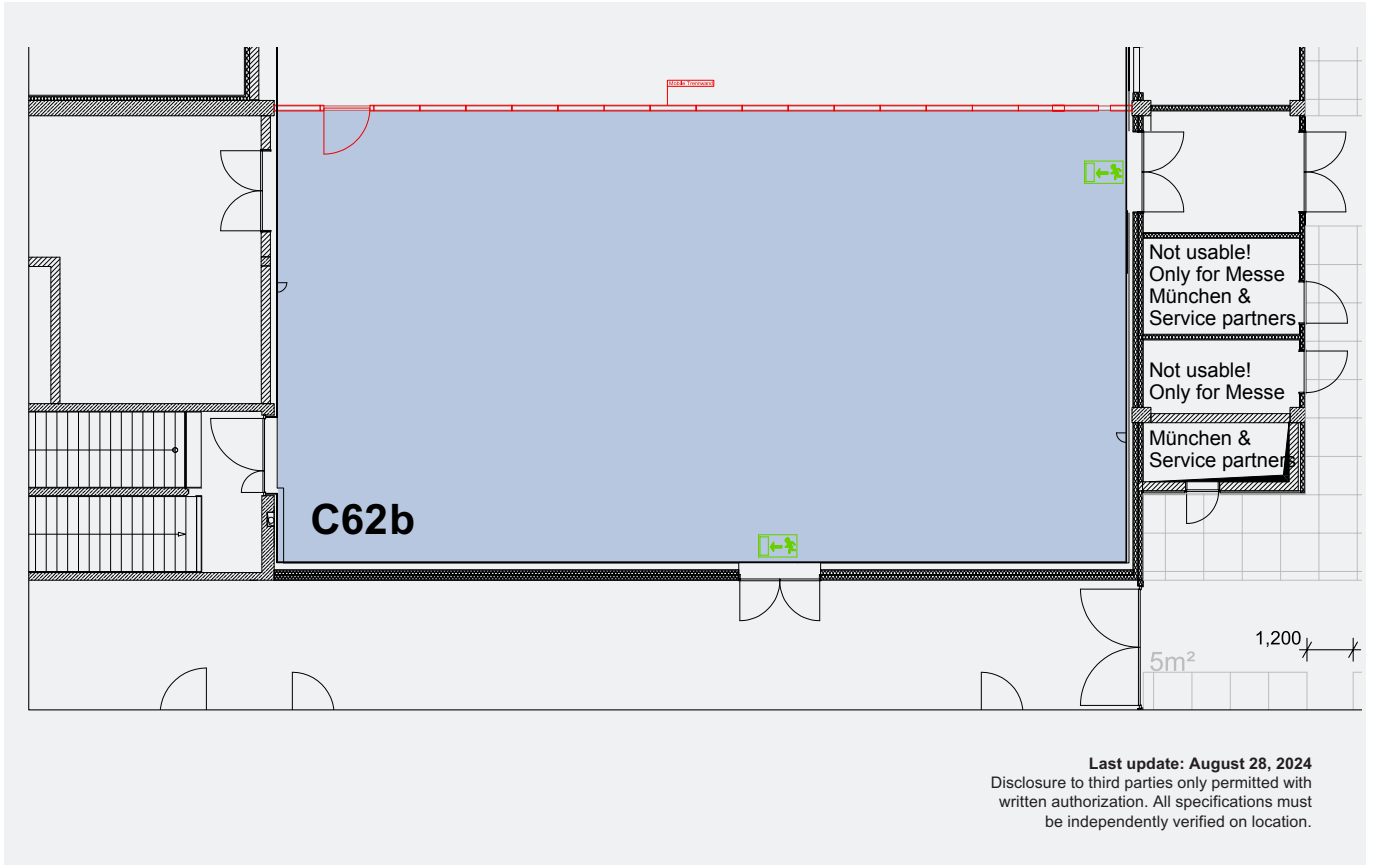 Mobile Trennwand
Not usable!
Only for Messe
München &
Service partners
Not usable!
Only for Messe
München &
Service partners
C62b
1,200
5m²
Last update: August 28, 2024
Disclosure to third parties only permitted with
written authorization. All specifications must
be independently verified on location.